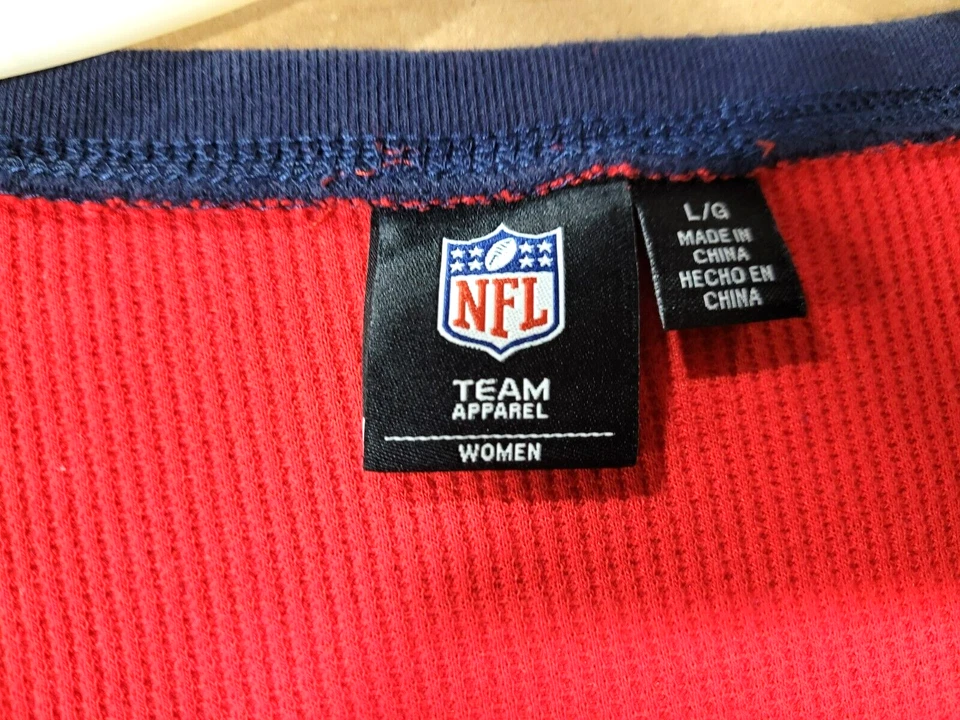 NFL
TEAM
APPAREL
WOMEN
L/G
MADE IN
CHINA
HECHO EN
CHINA